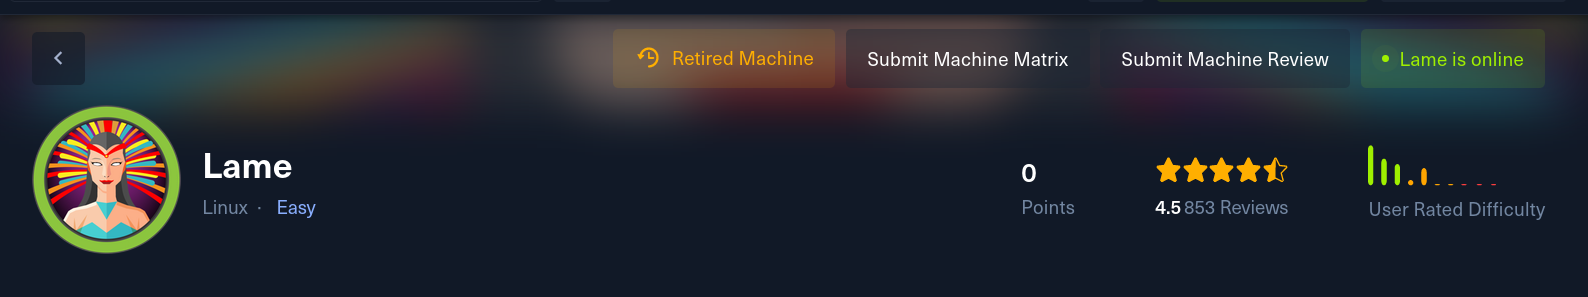 Retired Machine
Submit Machine Matrix
Submit Machine Review
Lame is online
Lame
Linux · Easy
0
Points
4.5 853 Reviews
User Rated Difficulty